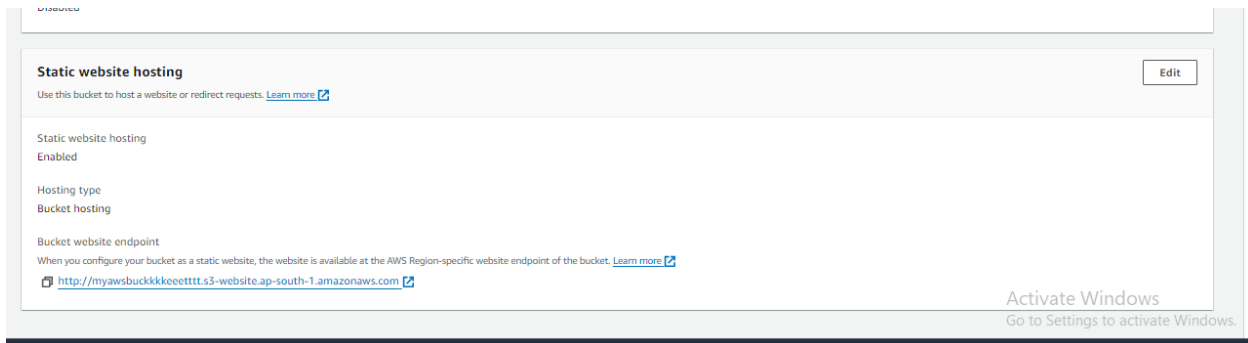 Disabled
Static website hosting
Edit
Use this bucket to host a website or redirect requests. Learn more
Static website hosting
Enabled
Hosting type
Bucket hosting
Bucket website endpoint
When you configure your bucket as a static website, the website is available at the AWS Region-specific website endpoint of the bucket. Learn more
http://myawsbuckkkkeeetttt.s3-website.ap-south-1.amazonaws.com
Activate Windows
Go to Settings to activate Windows.